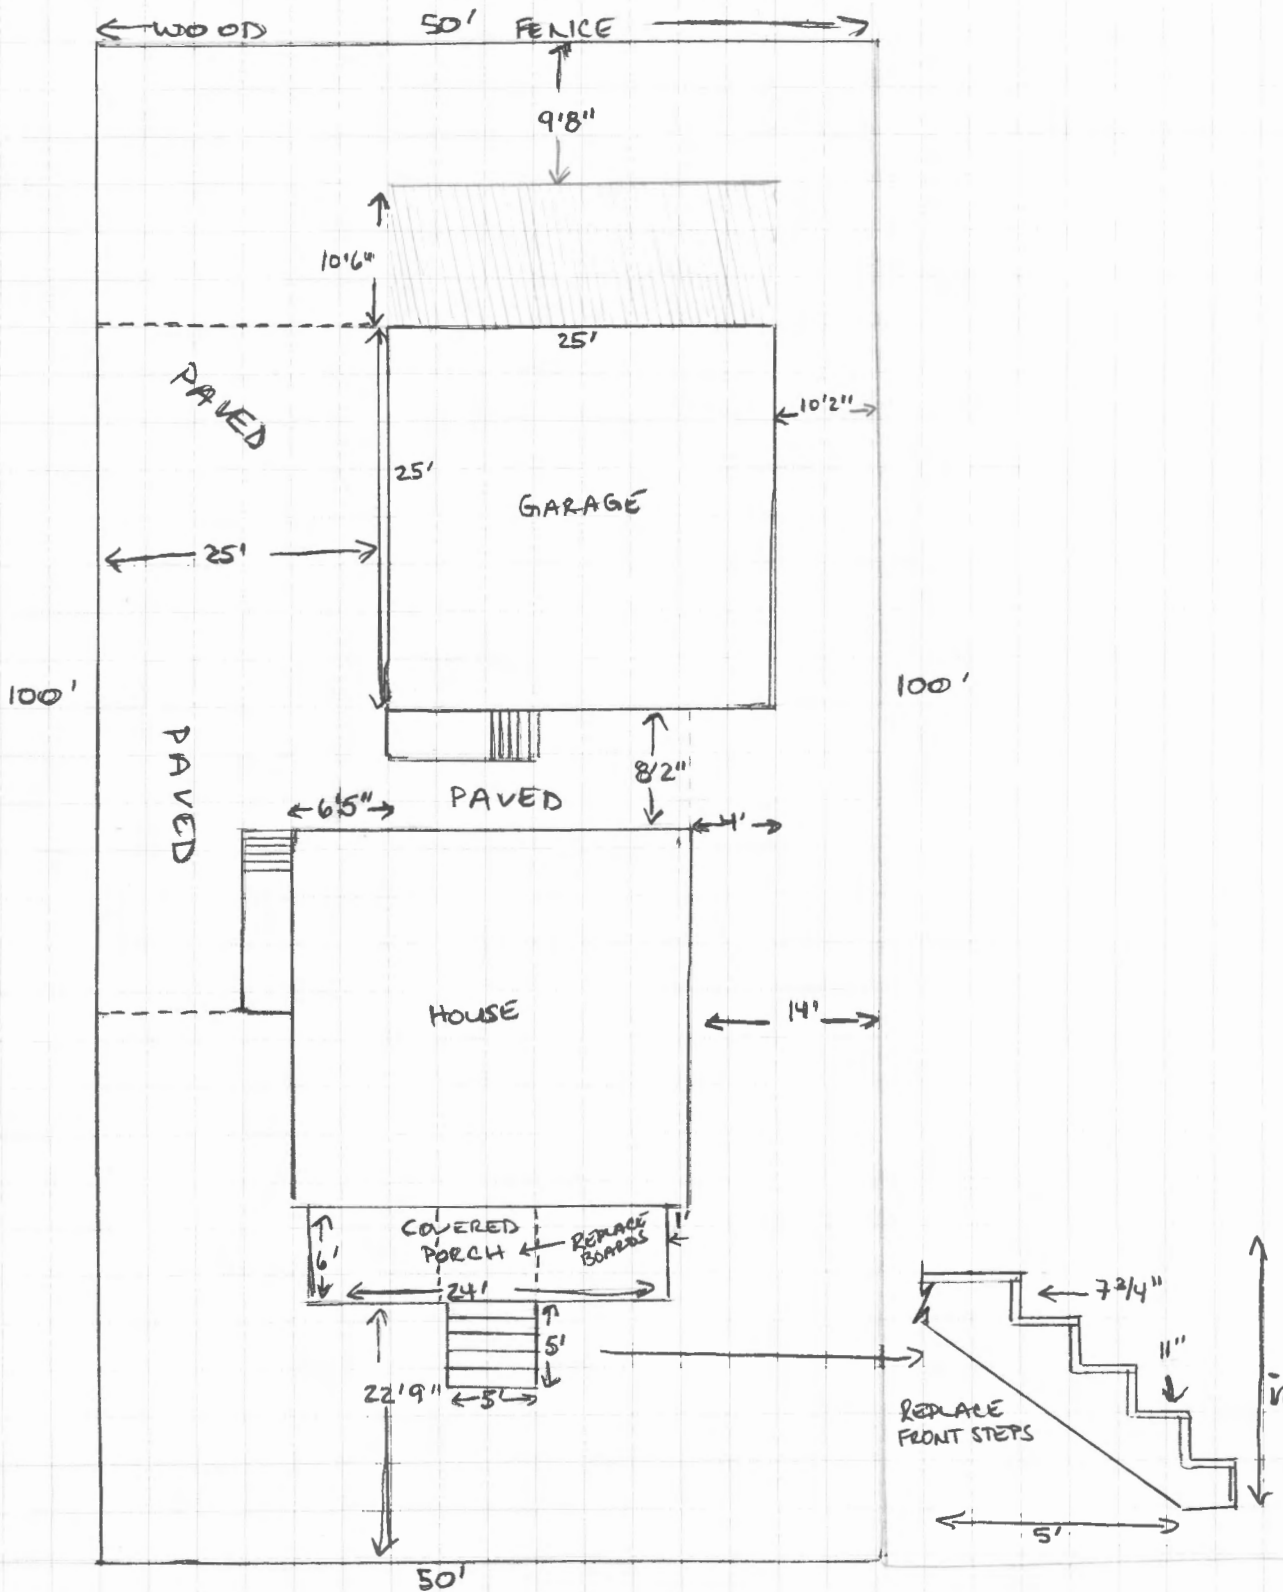 WOOD 50' FENCE
9'8"
10'6"
25'
PAVED
10'2"
25'
GARAGE
25'
100'
100'
PAVED
8'2"
6'5"
PAVED
4'
HOUSE
14'
COVERED
PORCH
REPLACE
BOARDS
1'
6'
24'
5'
22'9"
5'
7 3/4"
11"
REPLACE
FRONT STEPS
5'
50'